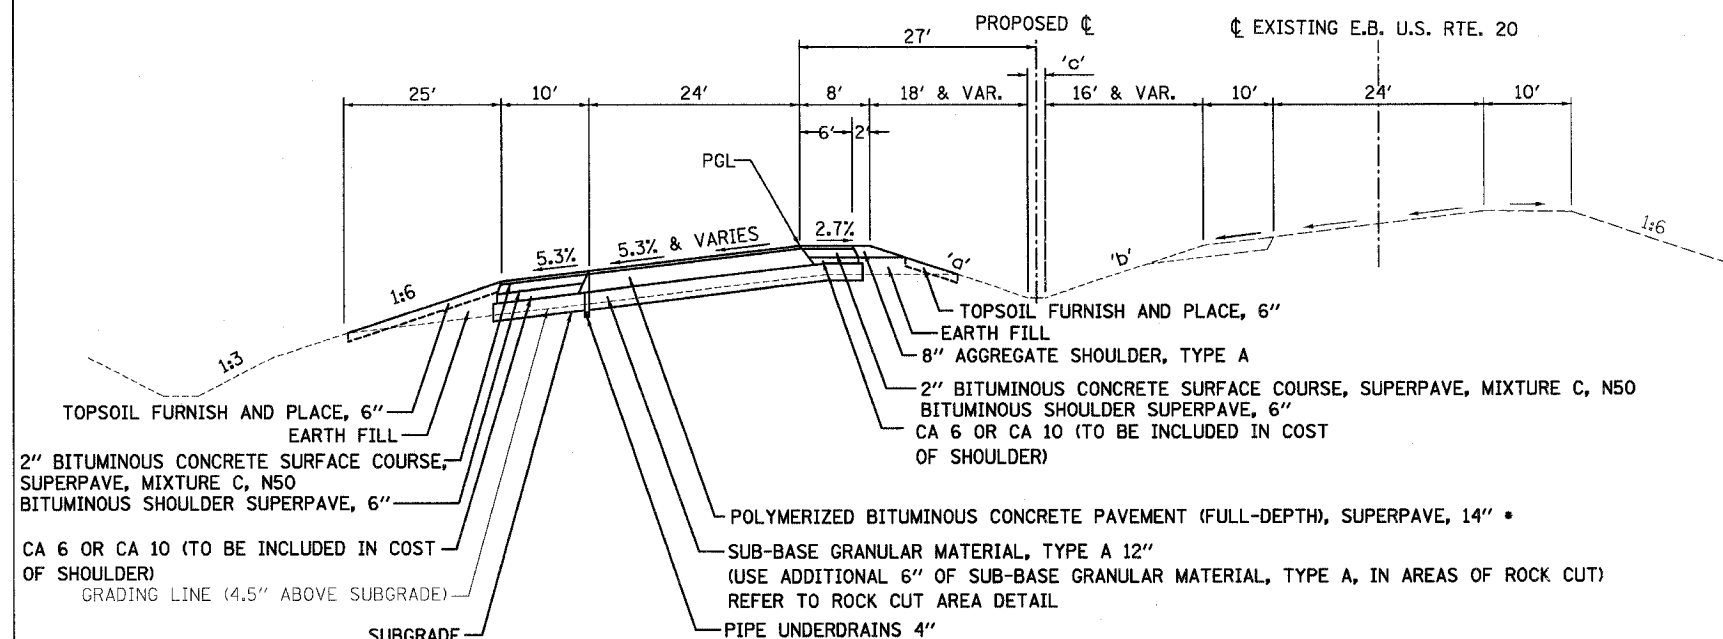 PROPOSED ℄
℄ EXISTING E.B. U.S. RTE. 20
27'
'c'
25'
10'
24'
8'
18' & VAR.
16' & VAR.
10'
24'
10'
6'
2'
PGL
2.7%
5.3% & VARIES
5.3%
1:6
1:6
'a'
'b'
1:3
TOPSOIL FURNISH AND PLACE, 6"
EARTH FILL
8" AGGREGATE SHOULDER, TYPE A
2" BITUMINOUS CONCRETE SURFACE COURSE, SUPERPAVE, MIXTURE C, N50
BITUMINOUS SHOULDER SUPERPAVE, 6"
CA 6 OR CA 10 (TO BE INCLUDED IN COST
OF SHOULDER)
TOPSOIL FURNISH AND PLACE, 6"
EARTH FILL
2" BITUMINOUS CONCRETE SURFACE COURSE,
SUPERPAVE, MIXTURE C, N50
BITUMINOUS SHOULDER SUPERPAVE, 6"
CA 6 OR CA 10 (TO BE INCLUDED IN COST
OF SHOULDER)
GRADING LINE (4.5" ABOVE SUBGRADE)
SUBGRADE
POLYMERIZED BITUMINOUS CONCRETE PAVEMENT (FULL-DEPTH), SUPERPAVE, 14" *
SUB-BASE GRANULAR MATERIAL, TYPE A 12"
(USE ADDITIONAL 6" OF SUB-BASE GRANULAR MATERIAL, TYPE A, IN AREAS OF ROCK CUT)
REFER TO ROCK CUT AREA DETAIL
PIPE UNDERDRAINS 4"